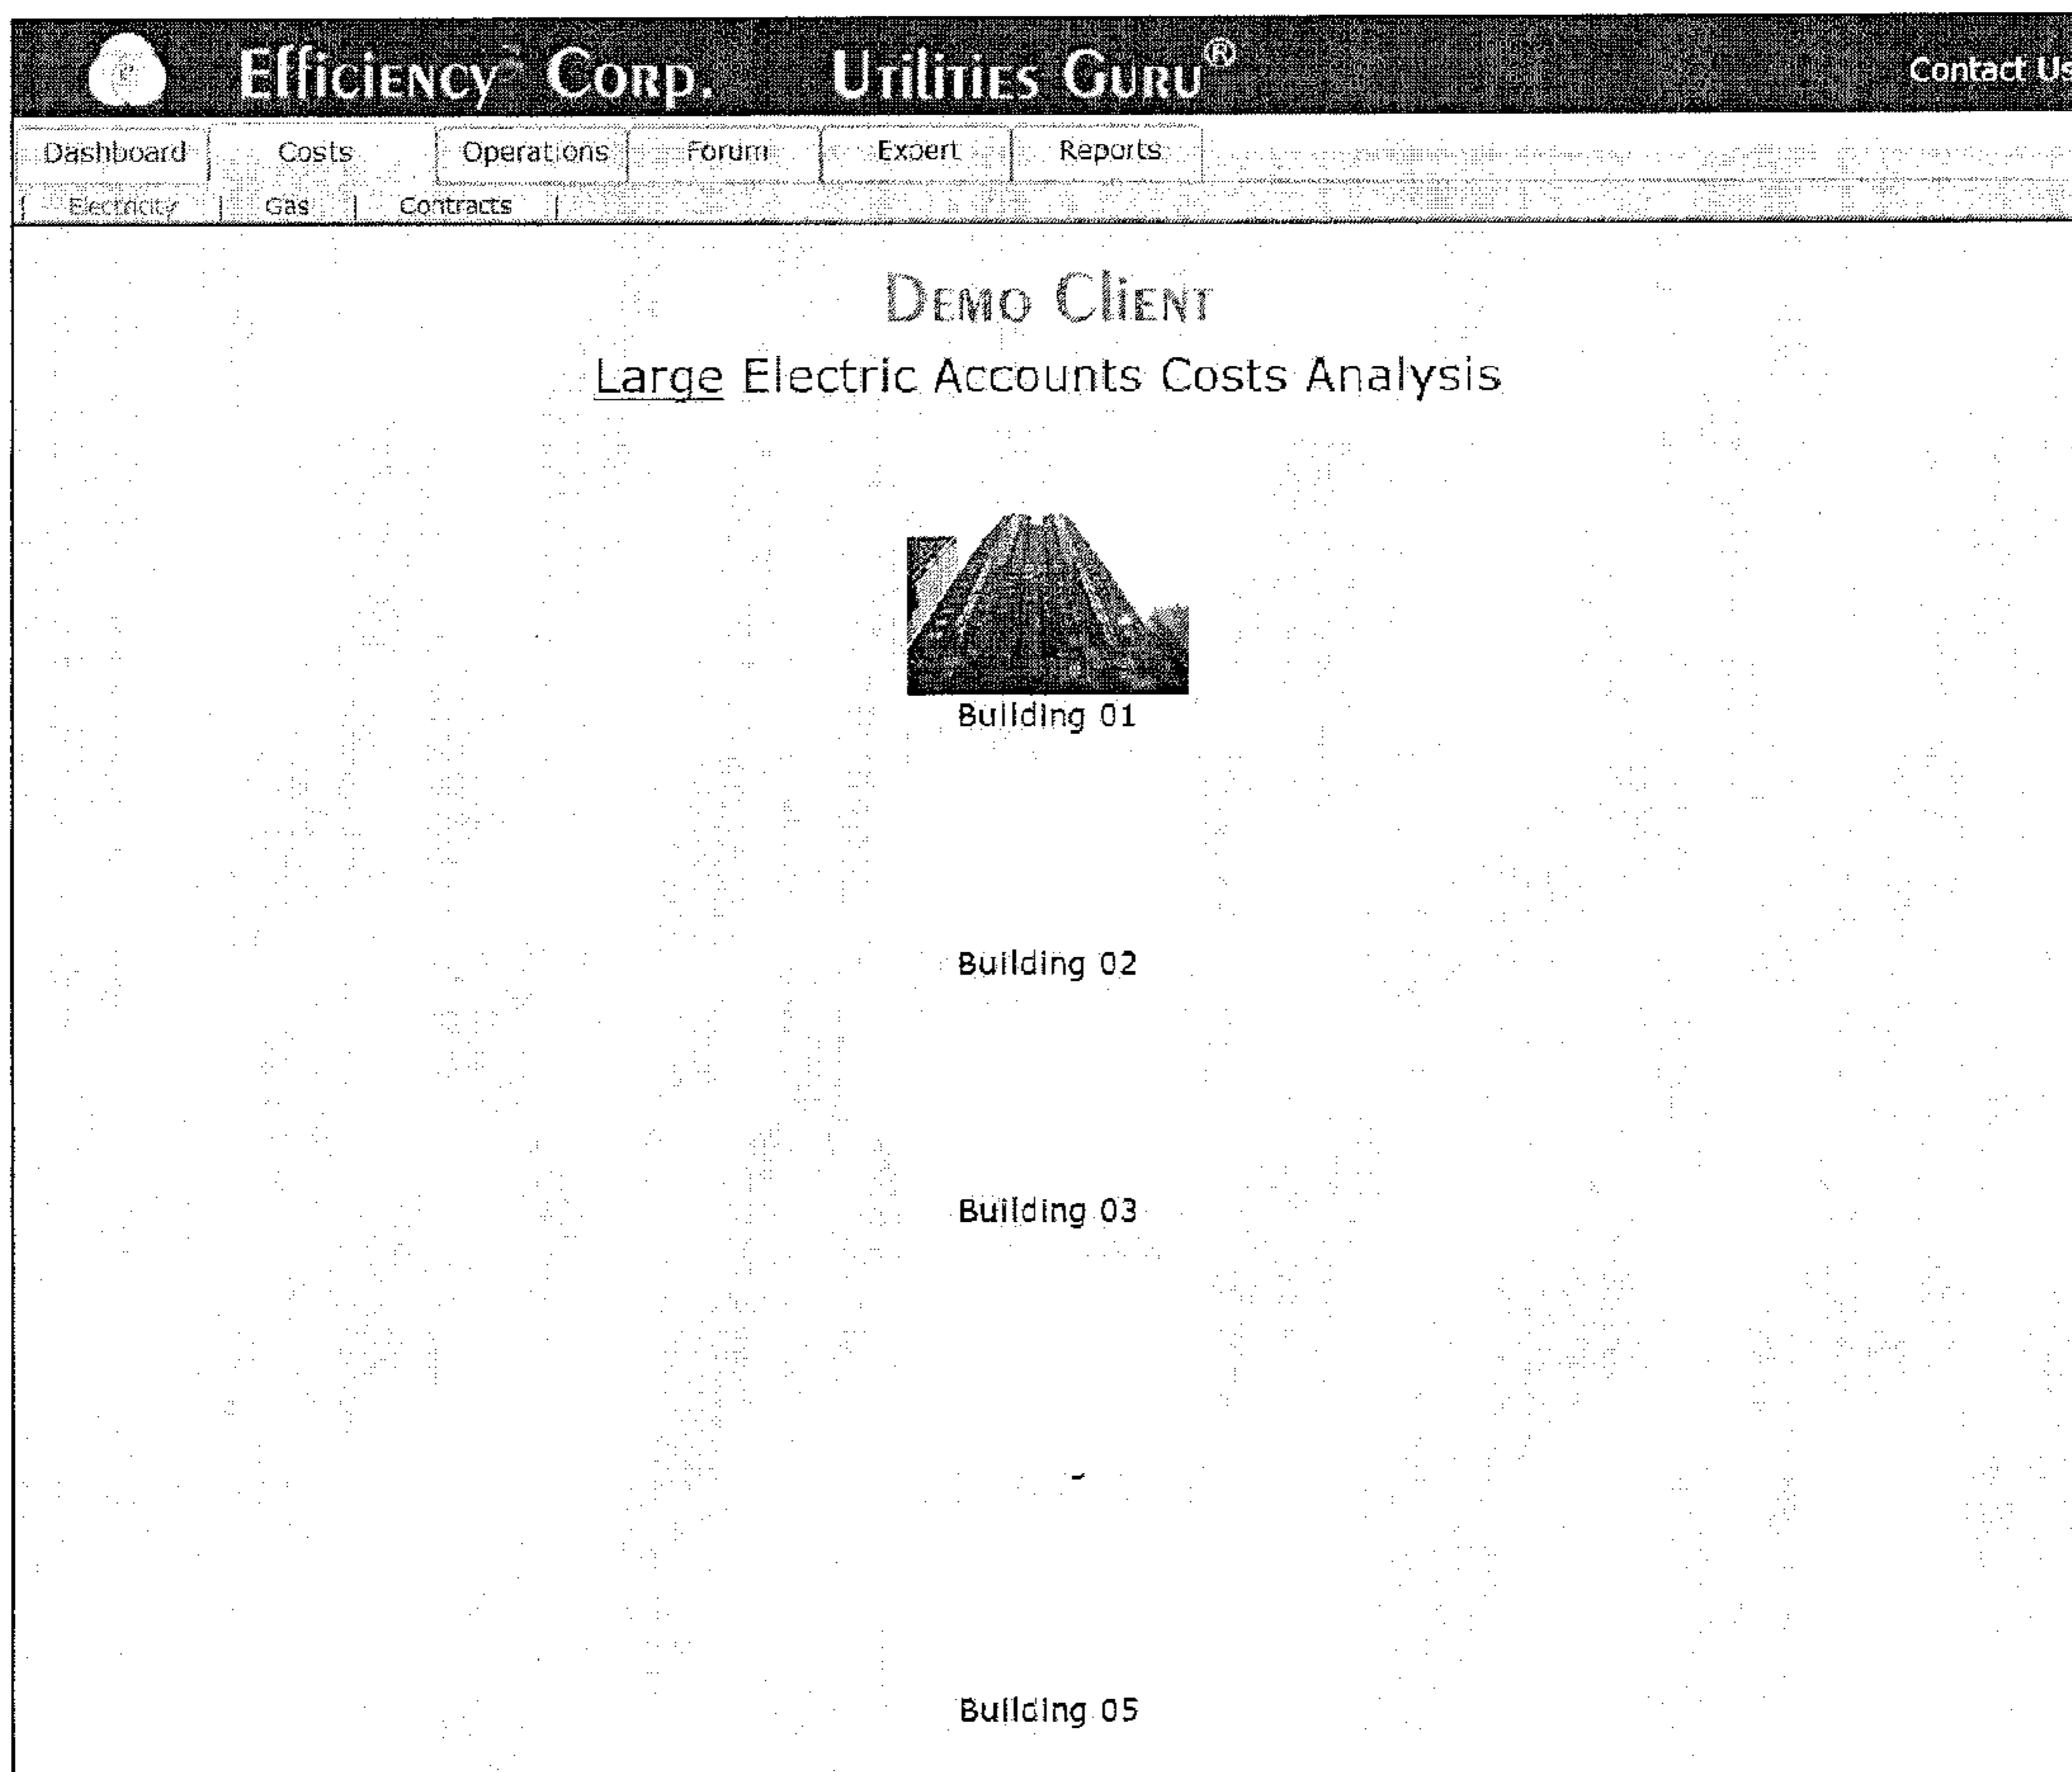 Efficiency Corp. Utilities Guru® Contact Us
Dashboard Costs Operations Forum Expert Reports
Electricity Gas Contracts
Demo Client
Large Electric Accounts Costs Analysis
Building 01
Building 02
Building 03
Building 05